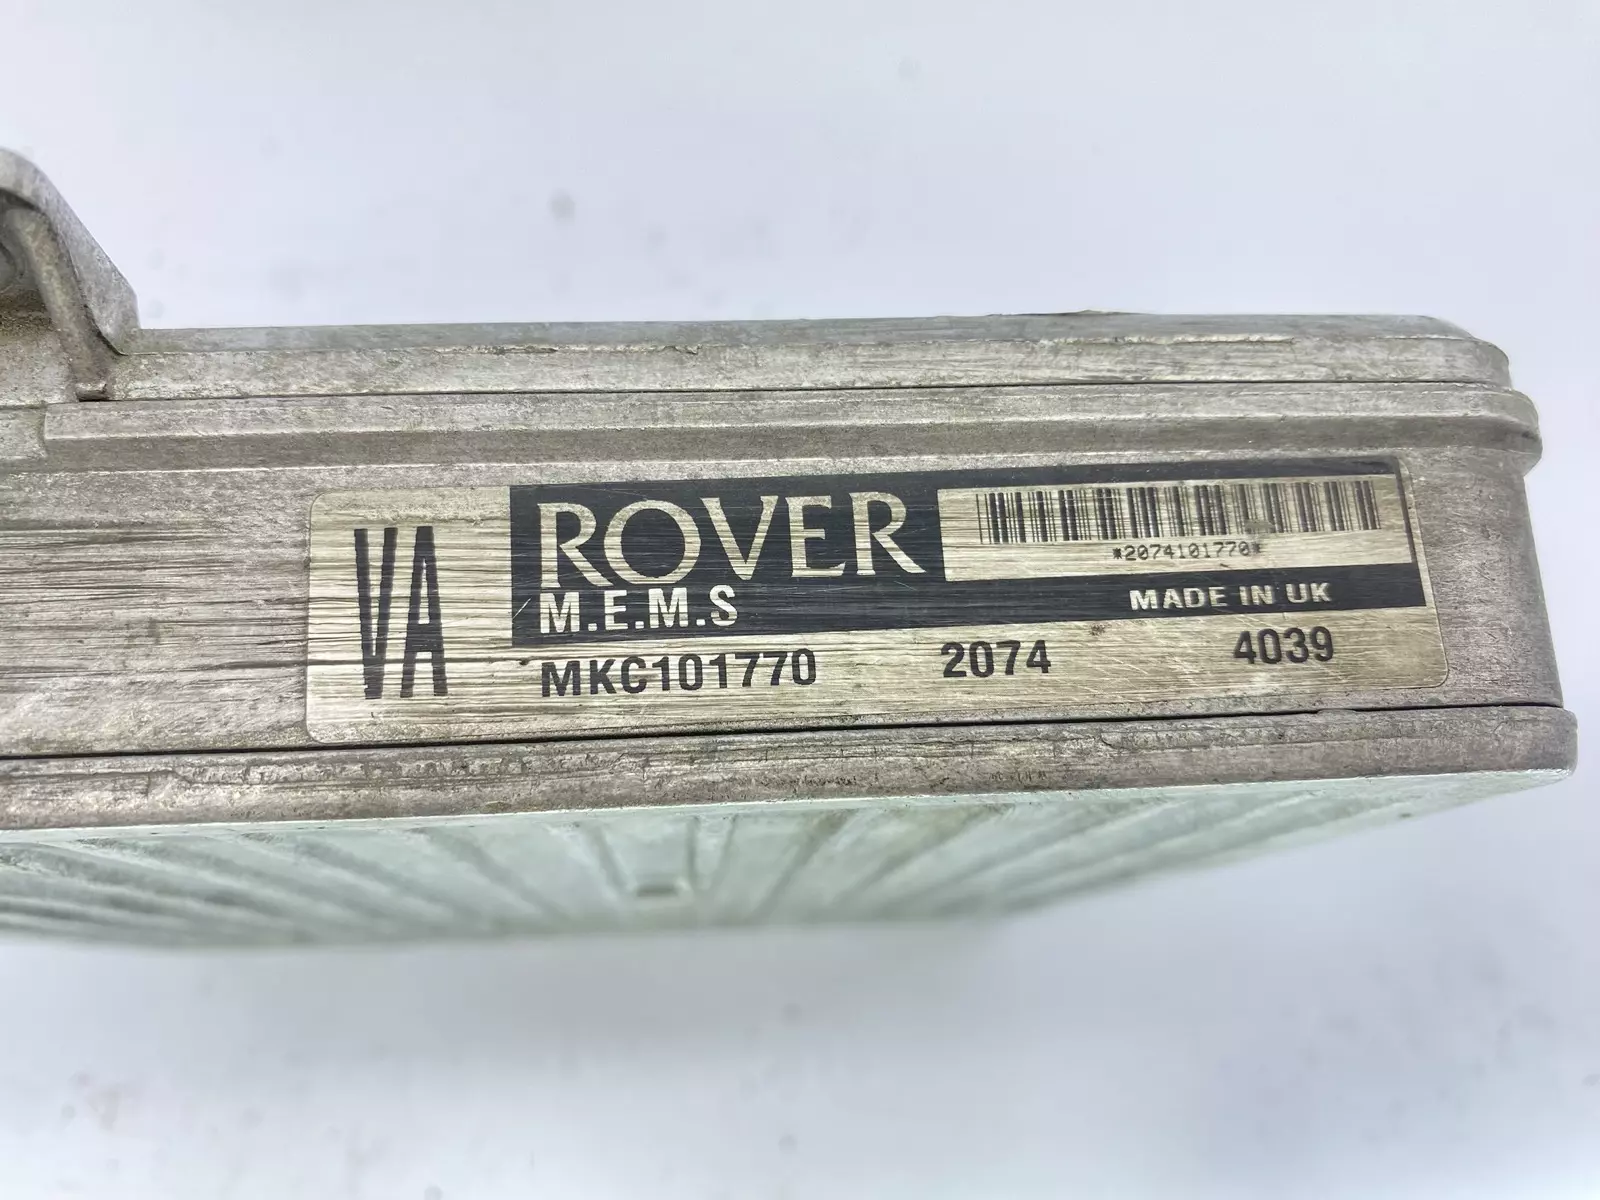 VA
ROVER
M.E.M.S
*2074101770*
MADE IN UK
MKC101770 2074 4039